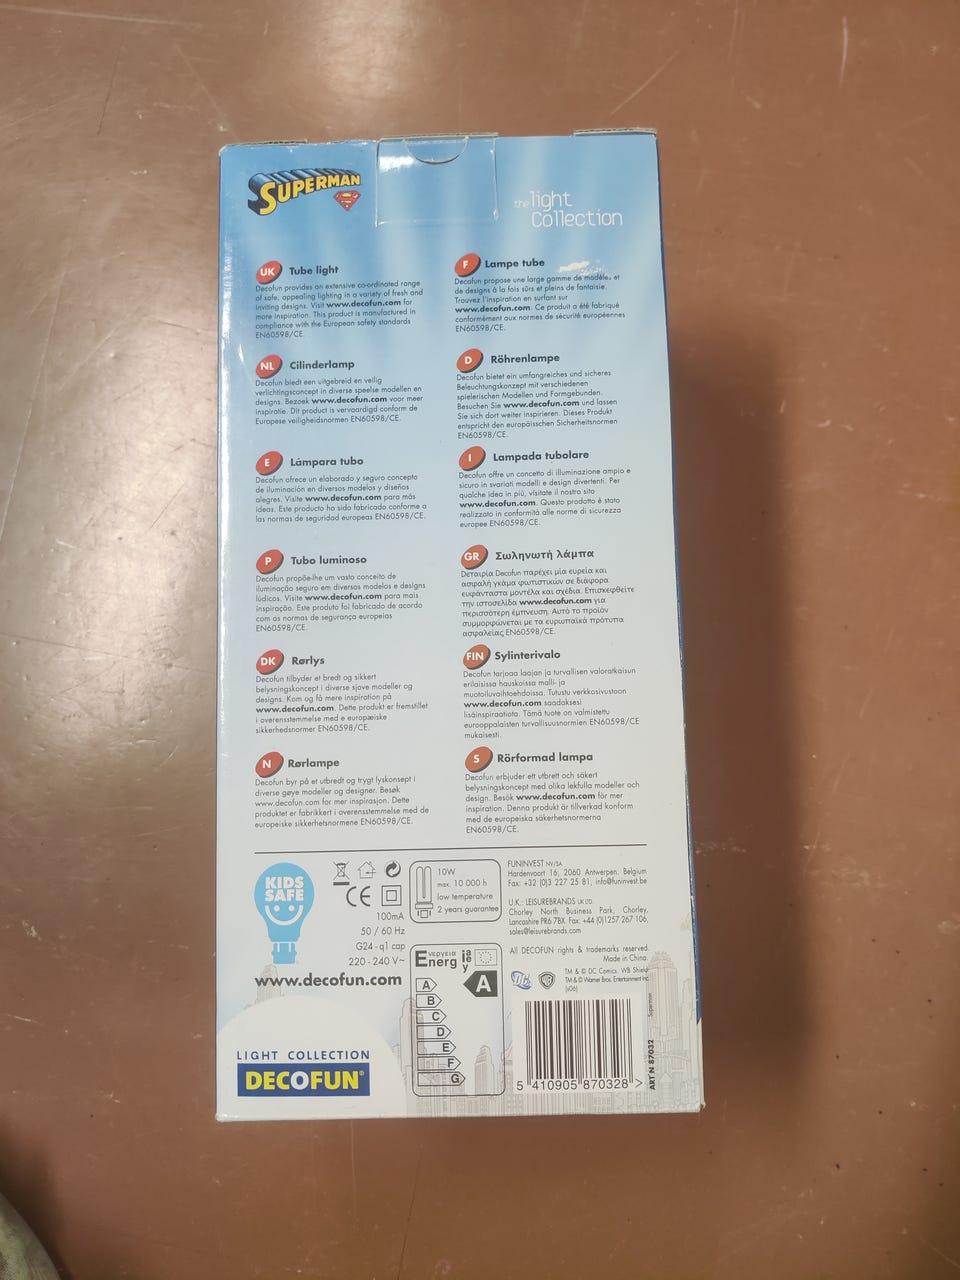 SUPERMAN
the light
Collection
UK Tube light
Decofun provides an extensive co-ordinated range
of safe, appealing lighting in a variety of fresh and
inviting designs. Visit www.decofun.com for
more inspiration. This product is manufactured in
compliance with the European safety standards
EN60598/CE.
F Lampe tube
Decofun propose une large gamme de modèles et
de designs à la fois sûrs et pleins de fantaisie.
Trouvez l'inspiration en surfant sur
www.decofun.com. Ce produit a été fabriqué
conformément aux normes de sécurité européennes
EN60598/CE.
NL Cilinderlamp
Decofun biedt een uitgebreid en veilig
verlichtingsconcept in diverse speelse modellen en
designs. Bezoek www.decofun.com voor meer
inspiratie. Dit product is vervaardigd conform de
Europese veiligheidsnormen EN60598/CE.
D Röhrenlampe
Decofun bietet ein umfangreiches und sicheres
Beleuchtungskonzept mit verschiedenen
spielerischen Modellen und Formgebunden.
Besuchen Sie www.decofun.com und lassen
Sie sich dort weiter inspirieren. Dieses Produkt
entspricht den europäischen Sicherheitsnormen
EN60598/CE.
E Lámpara tubo
Decofun ofrece un elaborado y seguro concepto
de iluminación en diversos modelos y diseños
alegres. Visite www.decofun.com para más
ideas. Este producto ha sido fabricado conforme a
las normas de seguridad europeas EN60598/CE.
I Lampada tubolare
Decofun offre un concetto di illuminazione ampio e
sicuro in svariati modelli e design divertenti. Per
qualche idea in più, visitate il nostro sito
www.decofun.com. Questo prodotto è stato
realizzato in conformità alle norme di sicurezza
europee EN60598/CE.
P Tubo luminoso
Decofun propõe-lhe um vasto conceito de
iluminação seguro em diversos modelos e designs
lúdicos. Visite www.decofun.com para mais
inspiração. Este produto foi fabricado de acordo
com as normas de segurança europeias
EN60598/CE.
GR Σωληνωτή λάμπα
Dεταιρία Decofun παρέχει μία ευρεία και
ασφαλή γκάμα φωτιστικών σε διάφορα
ευφάνταστα μοντέλα και σχέδια. Επισκεφθείτε
την ιστοσελίδα www.decofun.com για
περισσότερη έμπνευση. Αυτό το προϊόν
συμμορφώνεται με τα ευρωπαϊκά πρότυπα
ασφαλείας EN60598/CE.
DK Rørlys
Decofun tilbyder et bredt og sikkert
belysningskoncept i diverse sjove modeller og
designs. Kom og få mere inspiration på
www.decofun.com. Dette produkt er fremstillet
i overensstemmelse med e europæiske
sikkerhedsnormer EN60598/CE.
FIN Sylinterivalo
Decofun tarjoaa laajan ja turvallisen valoratkaisun
erilaisissa hauskoissa malli- ja
muotoiluvaihtoehdoissa. Tutustu verkkosivustoon
www.decofun.com saadaksesi
lisäinspiraatiota. Tämä tuote on valmistettu
eurooppalaisten turvallisuusnormien EN60598/CE
mukaisesti.
N Rørlampe
Decofun byr på et utbredt og trygt lyskonsept i
diverse gøye modeller og designer. Besøk
www.decofun.com for mer inspirasjon. Dette
produktet er fabrikkert i overensstemmelse med de
europeiske sikkerhetsnormene EN60598/CE.
S Rörformad lampa
Decofun erbjuder ett utbrett och säkert
belysningskoncept med olika lekfulla modeller och
design. Besök www.decofun.com för mer
inspiration. Denna produkt är tillverkad konform
med de europeiska säkerhetsnormerna
EN60598/CE.
KIDS
SAFE
CE
100mA
50 / 60 Hz
G24 - q1 cap
220 - 240 V~
www.decofun.com
10W
max. 10 000 h
low temperature
2 years guarantee
Energ
ενεργεια
ia
ie
y
A
A
B
C
D
E
F
G
FUNINVEST NV/SA
Hardenvoort 16, 2060 Antwerpen. Belgium
Fax: +32 (0)3 227 25 81, info@funinvest.be
U.K.: LEISUREBRANDS UK LTD.
Chorley North Business Park, Chorley,
Lancashire PR6 7BX Fax: +44 (0)1257 267 106,
sales@leisurebrands.com
All DECOFUN rights & trademarks reserved.
Made in China.
DC
WB
TM & © DC Comics. WB Shield
TM & © Warner Bros. Entertainment Inc.
(s06)
LIGHT COLLECTION
DECOFUN®
5 410905 870328 >
ART N 87032
Superman